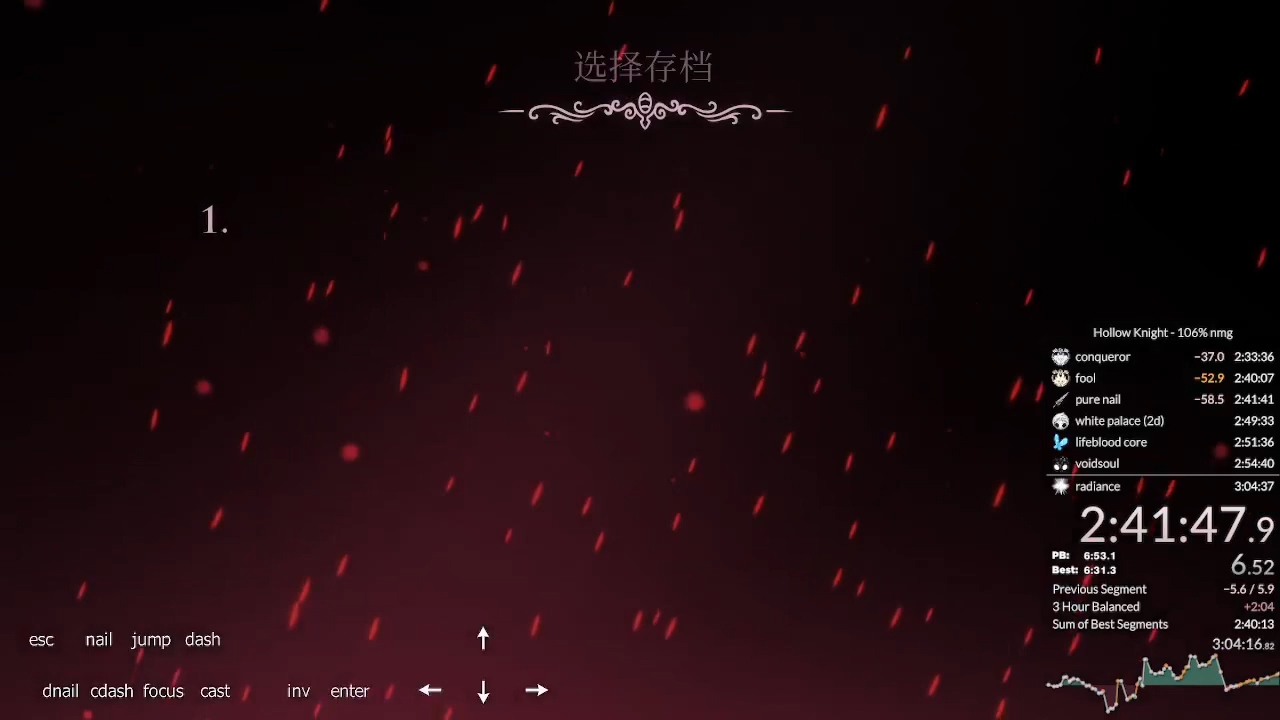 选择存档
1.
Hollow Knight - 106% nmg
conqueror −37.0 2:33:36
fool −52.9 2:40:07
pure nail −58.5 2:41:41
white palace (2d) 2:49:33
lifeblood core 2:51:36
voidsoul 2:54:40
radiance 3:04:37
2:41:47.9
PB: 6:53.1
Best: 6:31.3
6.52
Previous Segment −5.6 / 5.9
3 Hour Balanced +2:04
Sum of Best Segments 2:40:13
3:04:16.82
esc nail jump dash
dnail cdash focus cast inv enter